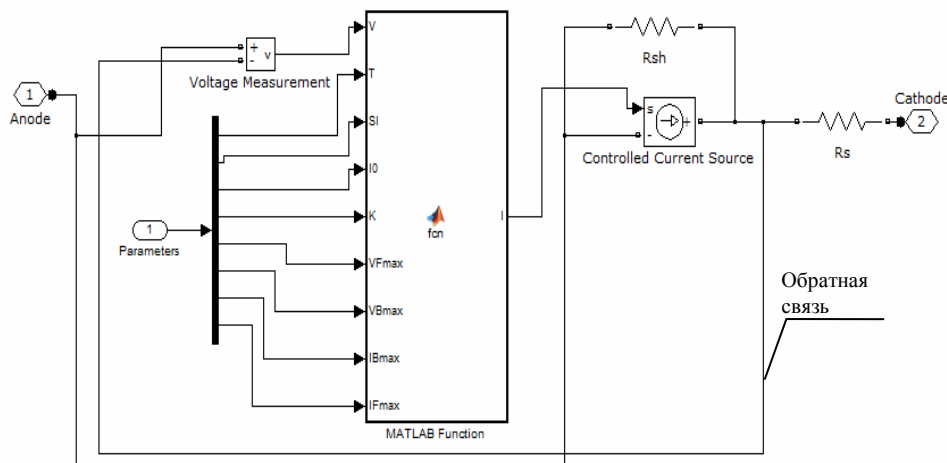 1
Anode
+
-
v
Voltage Measurement
1
Parameters
V
T
SI
I0
K
VFmax
VBmax
IBmax
IFmax
fcn
I
MATLAB Function
Rsh
s
-
+
Controlled Current Source
Rs
Cathode
2
Обратная
связь